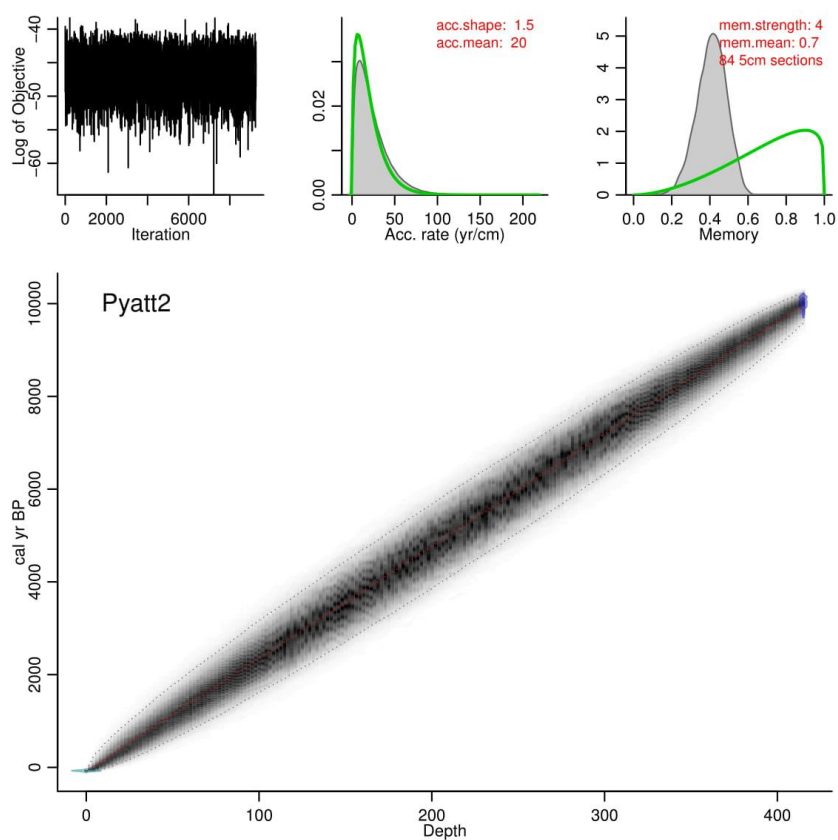 −40
−50
−60
Log of Objective
0 2000 6000
Iteration
acc.shape: 1.5
acc.mean: 20
0.02
0.00
0 50 100 150 200
Acc. rate (yr/cm)
mem.strength: 4
mem.mean: 0.7
84 5cm sections
5
4
3
2
1
0
0.0 0.2 0.4 0.6 0.8 1.0
Memory
Pyatt2
10000
8000
6000
4000
2000
0
cal yr BP
0 100 200 300 400
Depth